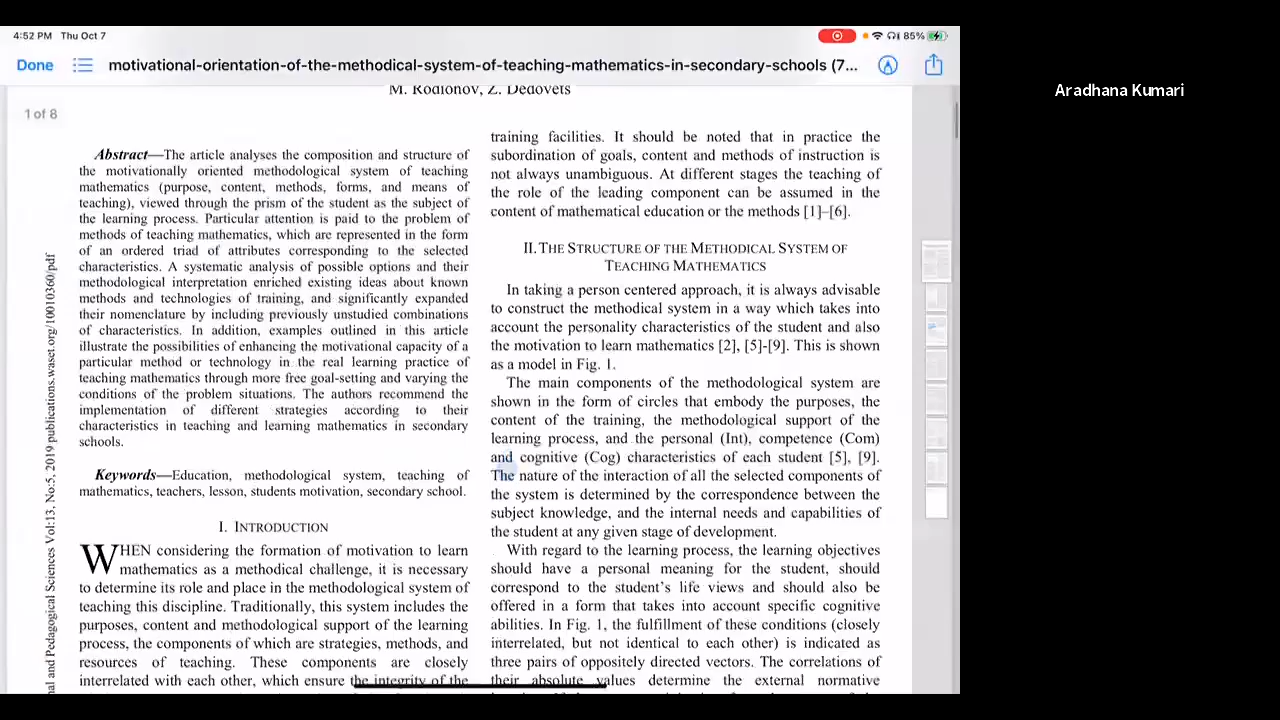 4:52 PM Thu Oct 7
85%
Done
motivational-orientation-of-the-methodical-system-of-teaching-mathematics-in-secondary-schools (7...
Aradhana Kumari
M. Rodionov, Z. Dedovets
1 of 8
Abstract—The article analyses the composition and structure of
the motivationally oriented methodological system of teaching
mathematics (purpose, content, methods, forms, and means of
teaching), viewed through the prism of the student as the subject of
the learning process. Particular attention is paid to the problem of
methods of teaching mathematics, which are represented in the form
of an ordered triad of attributes corresponding to the selected
characteristics. A systematic analysis of possible options and their
methodological interpretation enriched existing ideas about known
methods and technologies of training, and significantly expanded
their nomenclature by including previously unstudied combinations
of characteristics. In addition, examples outlined in this article
illustrate the possibilities of enhancing the motivational capacity of a
particular method or technology in the real learning practice of
teaching mathematics through more free goal-setting and varying the
conditions of the problem situations. The authors recommend the
implementation of different strategies according to their
characteristics in teaching and learning mathematics in secondary
schools.
Keywords—Education, methodological system, teaching of
mathematics, teachers, lesson, students motivation, secondary school.
I. INTRODUCTION
WHEN considering the formation of motivation to learn
mathematics as a methodical challenge, it is necessary
to determine its role and place in the methodological system of
teaching this discipline. Traditionally, this system includes the
purposes, content and methodological support of the learning
process, the components of which are strategies, methods, and
resources of teaching. These components are closely
interrelated with each other, which ensure the integrity of the
training facilities. It should be noted that in practice the
subordination of goals, content and methods of instruction is
not always unambiguous. At different stages the teaching of
the role of the leading component can be assumed in the
content of mathematical education or the methods [1]–[6].
II. THE STRUCTURE OF THE METHODICAL SYSTEM OF
TEACHING MATHEMATICS
In taking a person centered approach, it is always advisable
to construct the methodical system in a way which takes into
account the personality characteristics of the student and also
the motivation to learn mathematics [2], [5]-[9]. This is shown
as a model in Fig. 1.
The main components of the methodological system are
shown in the form of circles that embody the purposes, the
content of the training, the methodological support of the
learning process, and the personal (Int), competence (Com)
and cognitive (Cog) characteristics of each student [5], [9].
The nature of the interaction of all the selected components of
the system is determined by the correspondence between the
subject knowledge, and the internal needs and capabilities of
the student at any given stage of development.
With regard to the learning process, the learning objectives
should have a personal meaning for the student, should
correspond to the student's life views and should also be
offered in a form that takes into account specific cognitive
abilities. In Fig. 1, the fulfillment of these conditions (closely
interrelated, but not identical to each other) is indicated as
three pairs of oppositely directed vectors. The correlations of
their absolute values determine the external normative
nal and Pedagogical Sciences Vol:13, No:5, 2019 publications.waset.org/10010360/pdf